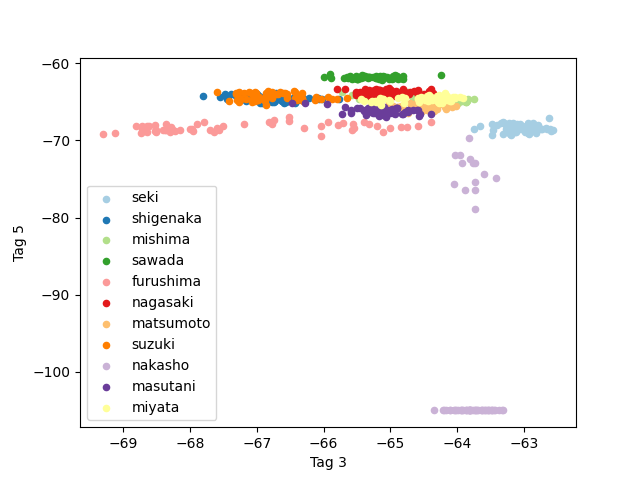 −60
−70
−80
−90
−100
Tag 5
seki
shigenaka
mishima
sawada
furushima
nagasaki
matsumoto
suzuki
nakasho
masutani
miyata
−69 −68 −67 −66 −65 −64 −63
Tag 3